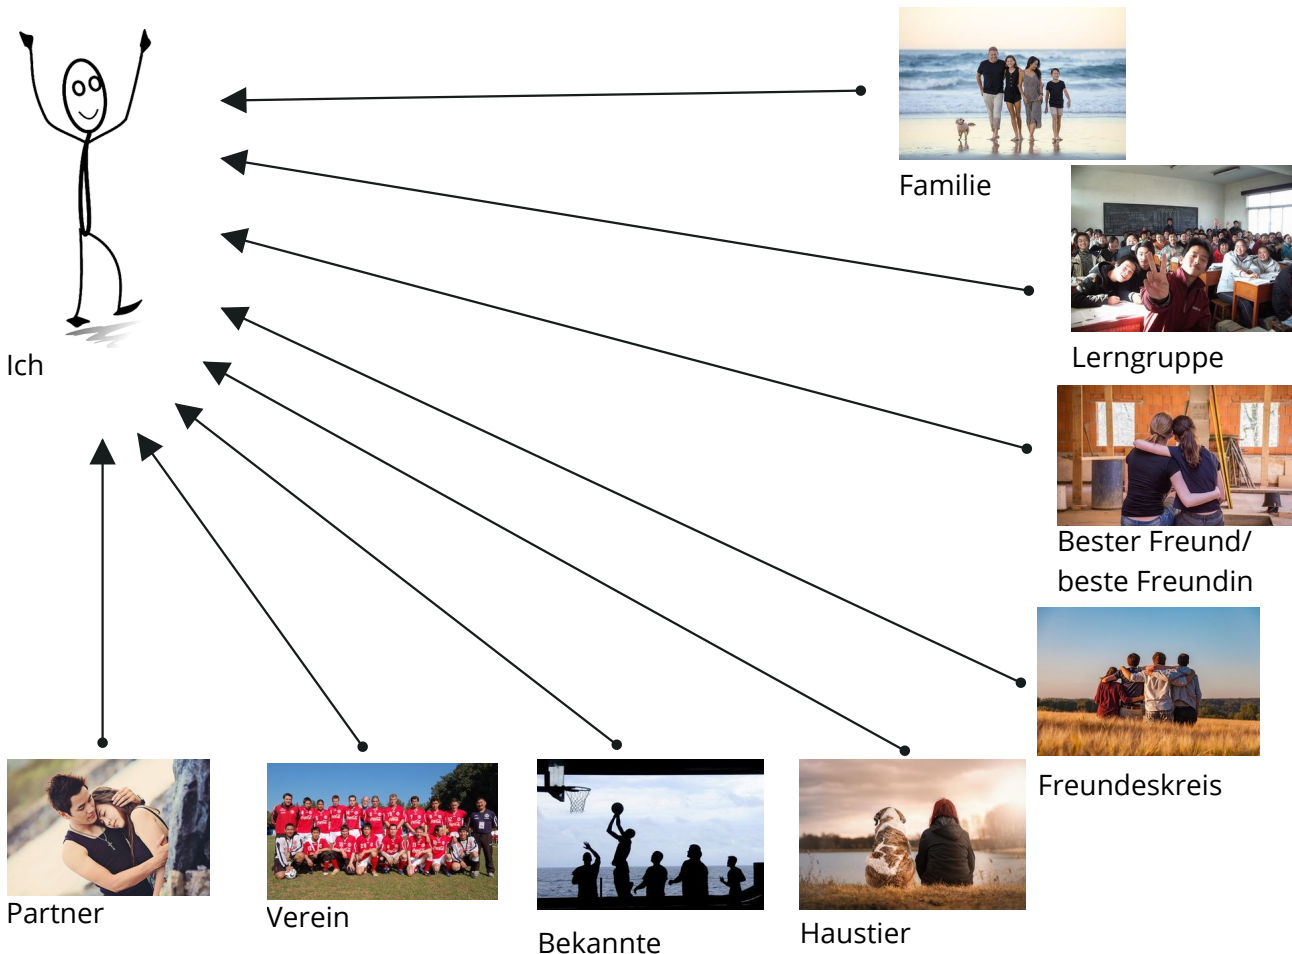 Ich
Familie
Lerngruppe
Bester Freund/
beste Freundin
Freundeskreis
Partner
Verein
Bekannte
Haustier